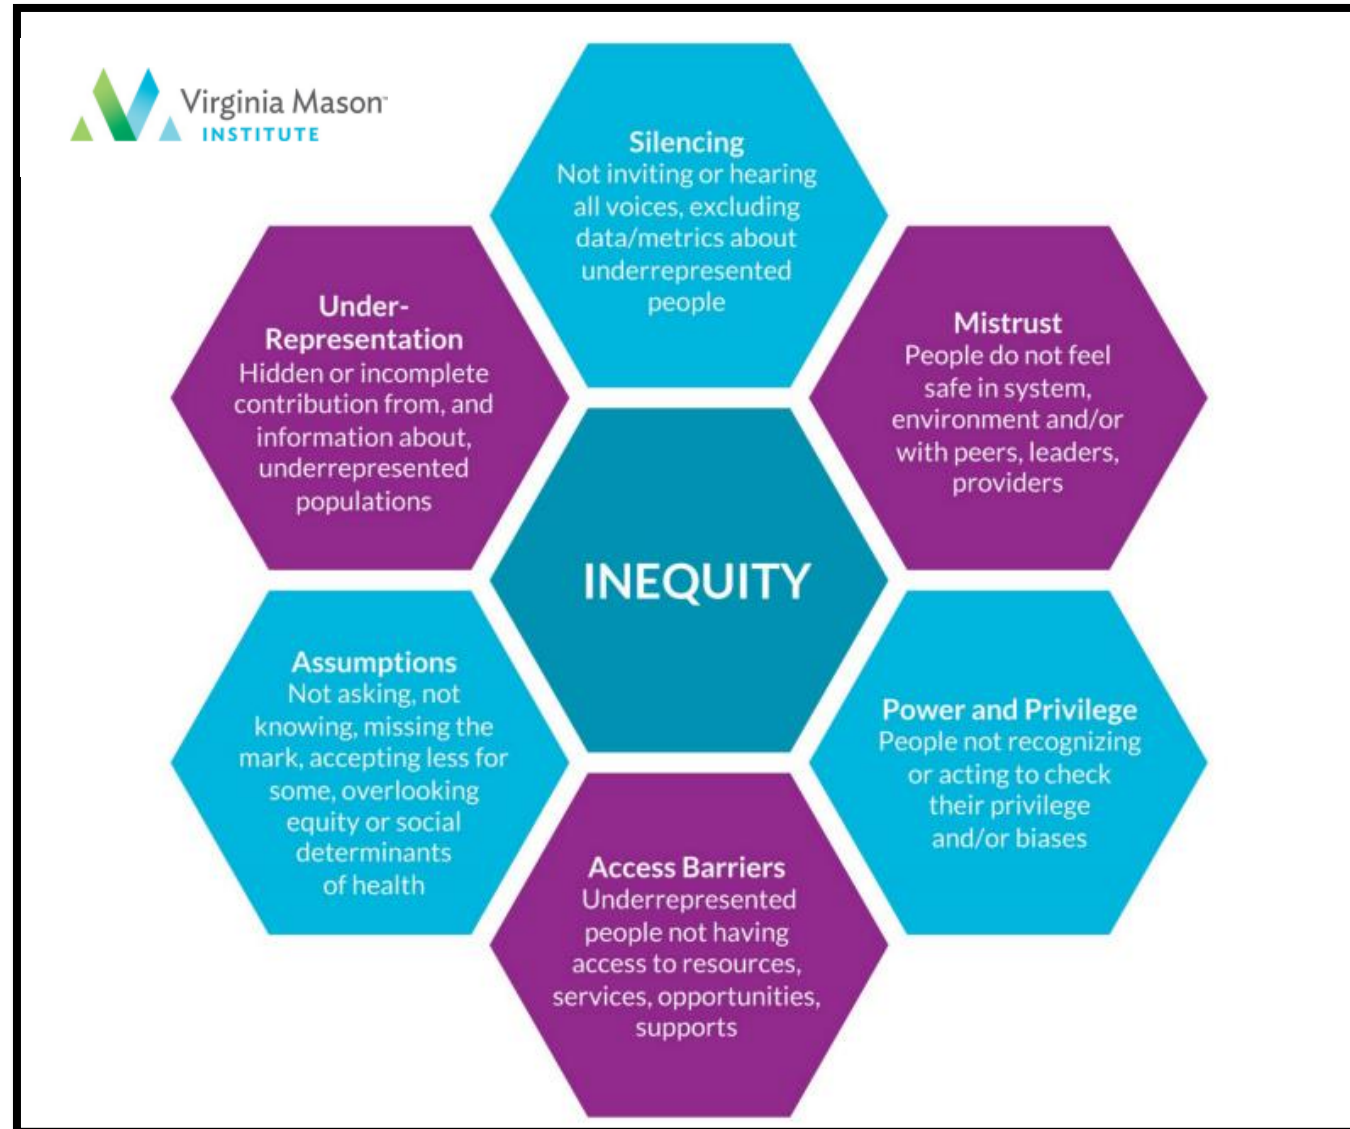 Virginia Mason™
INSTITUTE
Silencing
Not inviting or hearing
all voices, excluding
data/metrics about
underrepresented
people
Mistrust
People do not feel
safe in system,
environment and/or
with peers, leaders,
providers
Power and Privilege
People not recognizing
or acting to check
their privilege
and/or biases
Access Barriers
Underrepresented
people not having
access to resources,
services, opportunities,
supports
Assumptions
Not asking, not
knowing, missing the
mark, accepting less for
some, overlooking
equity or social
determinants
of health
Under-
Representation
Hidden or incomplete
contribution from, and
information about,
underrepresented
populations
INEQUITY